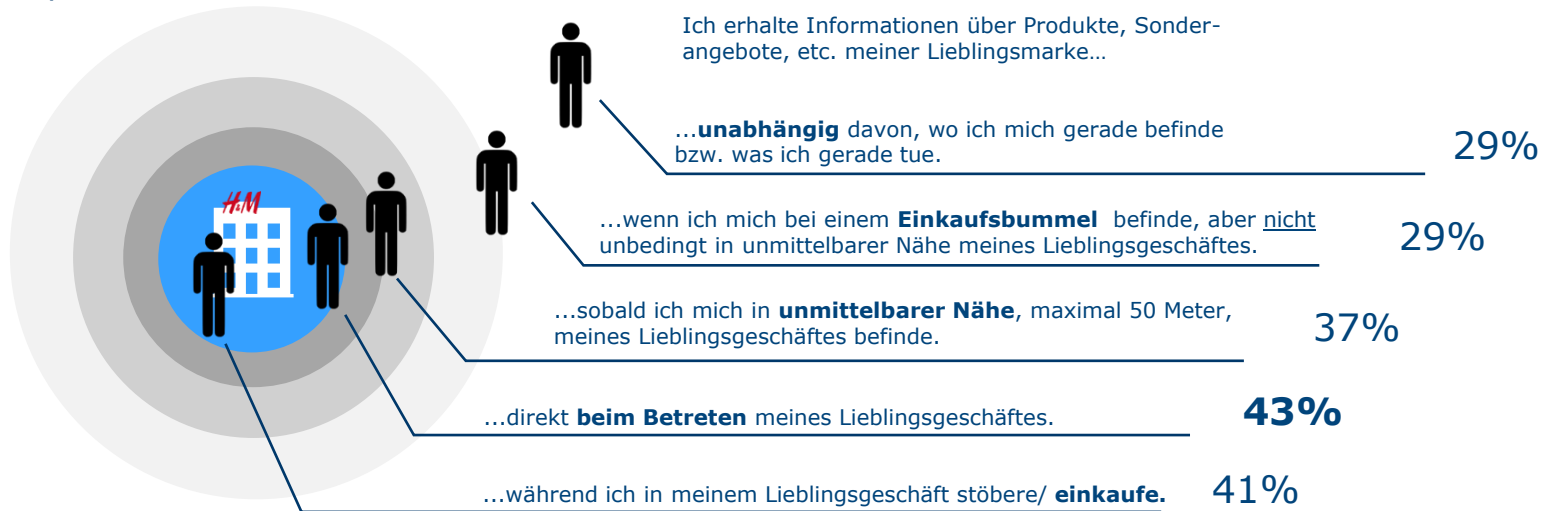 Ich erhalte Informationen über Produkte, Sonder-
angebote, etc. meiner Lieblingsmarke…
...unabhängig davon, wo ich mich gerade befinde
bzw. was ich gerade tue.
29%
...wenn ich mich bei einem Einkaufsbummel befinde, aber nicht
unbedingt in unmittelbarer Nähe meines Lieblingsgeschäftes.
29%
H&M
...sobald ich mich in unmittelbarer Nähe, maximal 50 Meter,
meines Lieblingsgeschäftes befinde.
37%
...direkt beim Betreten meines Lieblingsgeschäftes.
43%
...während ich in meinem Lieblingsgeschäft stöbere/ einkaufe.
41%